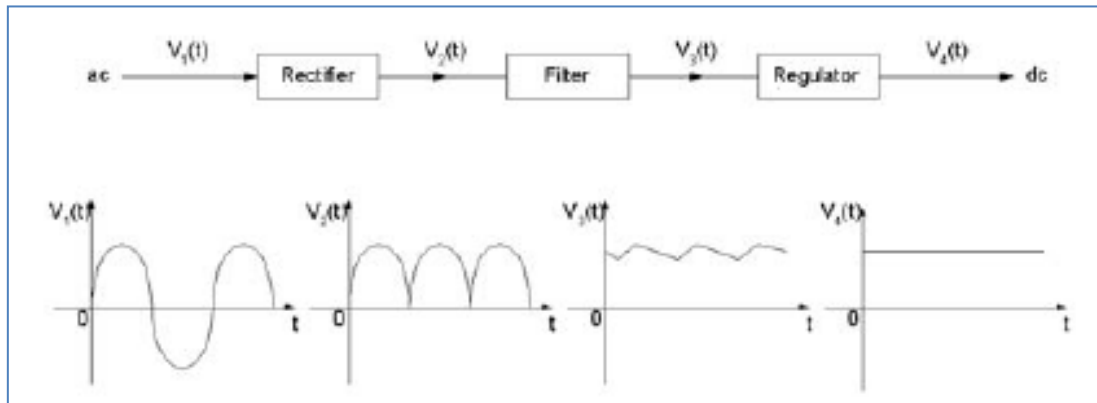 V₁(t) V₂(t) V₃(t) V₄(t)
ac Rectifier Filter Regulator dc
V₁(t) V₂(t) V₃(t) V₄(t)
0 t 0 t 0 t 0 t